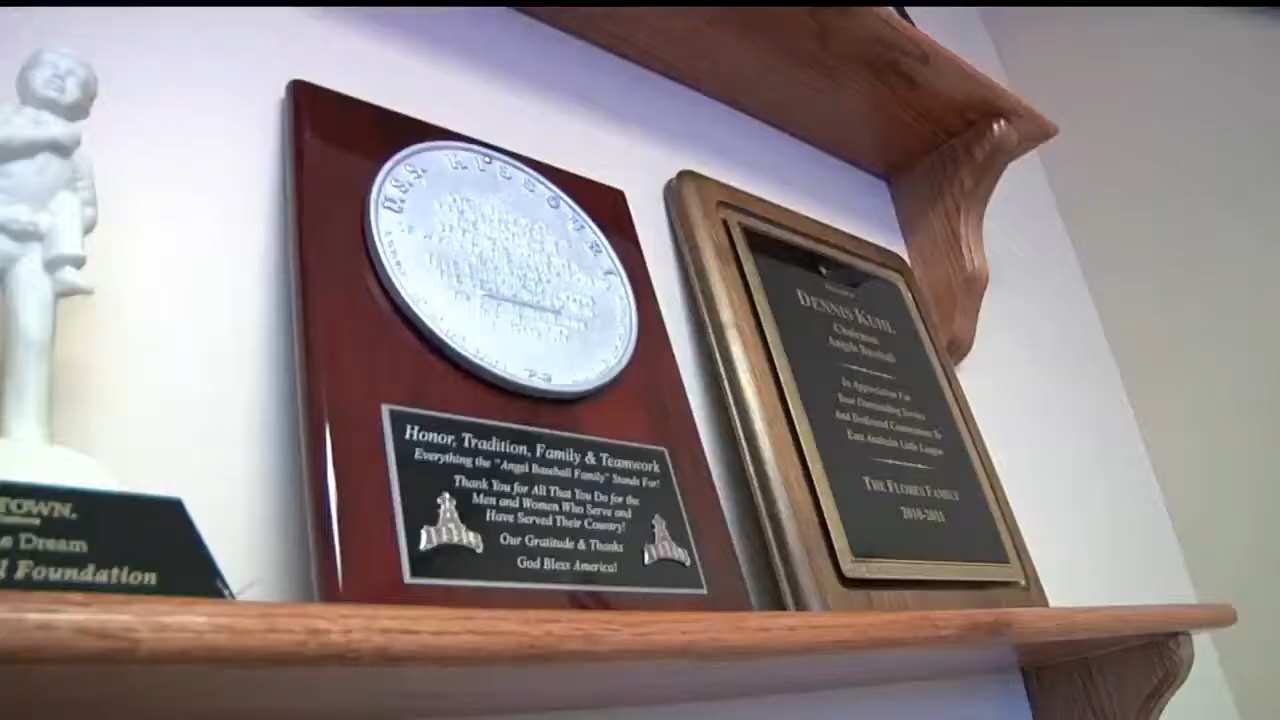 TOWN.
e Dream
l Foundation
U.S.S.
Honor, Tradition, Family & Teamwork
Everything the "Angel Baseball Family" Stands For!
Thank You for All That You Do for the
Men and Women Who Serve and
Have Served Their Country!
Our Gratitude & Thanks
God Bless America!
DENNIS KUHL
Chairman
Angels Baseball
In Appreciation For
Your Outstanding Service
And Dedicated Commitment To
East Anaheim Little League
THE FLORES FAMILY
2010-2011